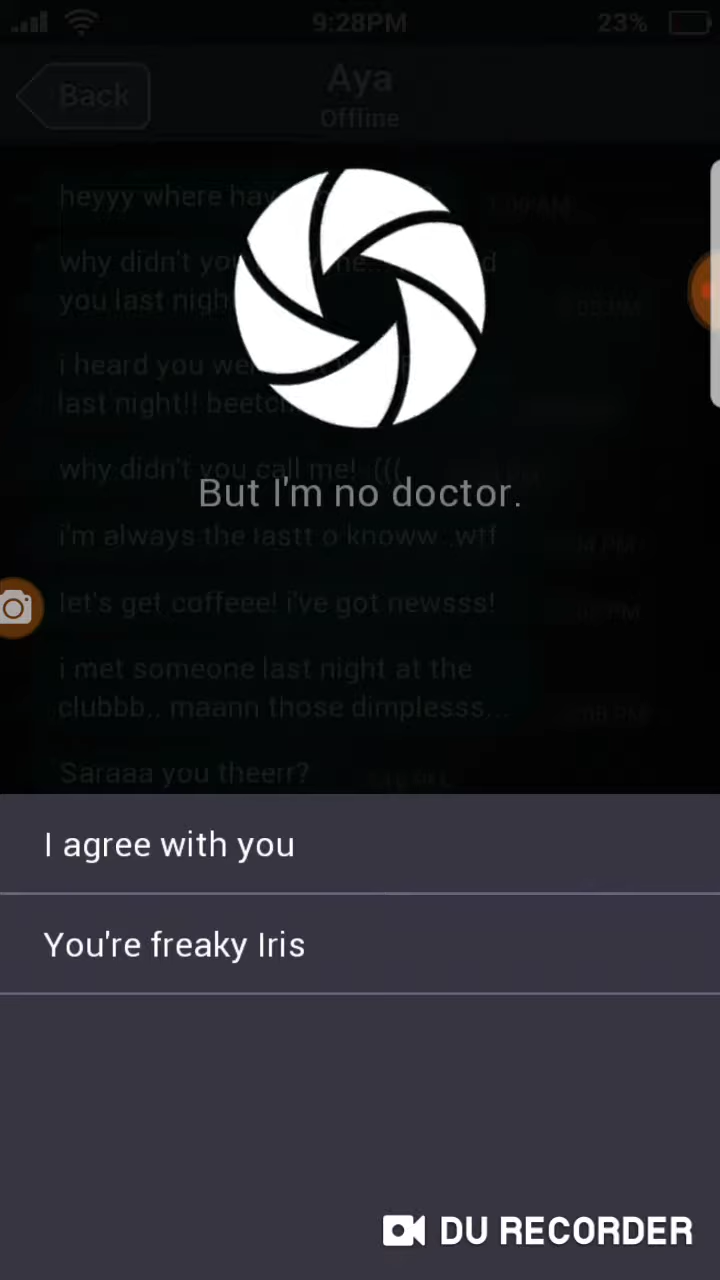 9:28PM
23%
Back
Aya
Offline
heyyy where hav
why didn't yo
you last nigh
i heard you we
last night!! beetch
why didn't you call me! :(((
But I'm no doctor.
i'm always the lastt o knoww..wtf
let's get coffeee! i've got newsss!
i met someone last night at the
clubbb.. maann those dimplesss...
Saraaa you theerr?
I agree with you
You're freaky Iris
DU RECORDER